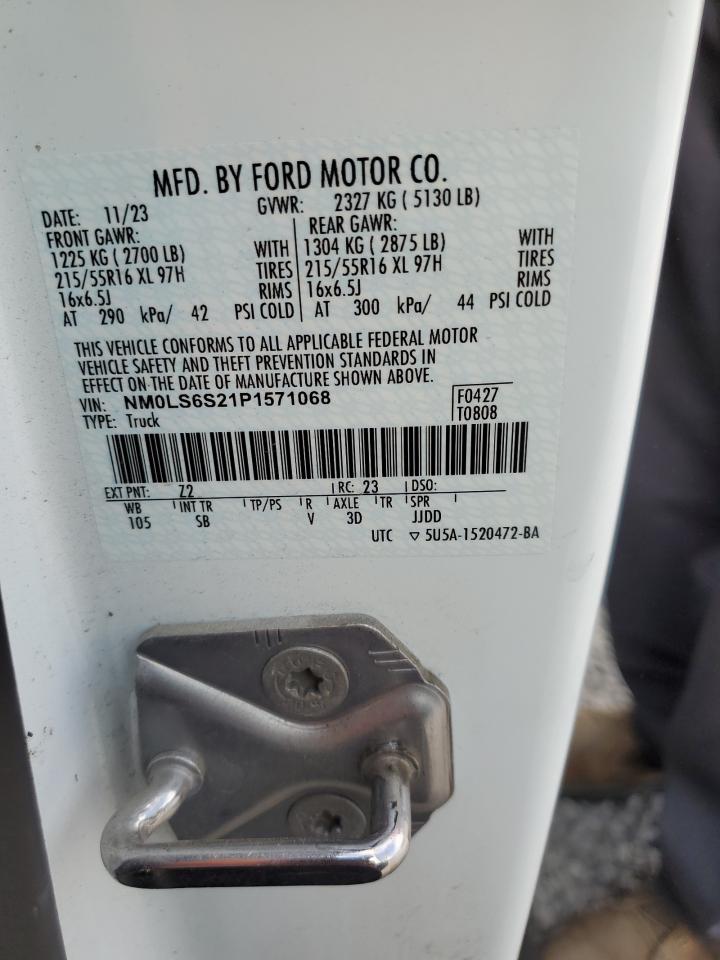 MFD. BY FORD MOTOR CO.
DATE: 11/23 GVWR: 2327 KG ( 5130 LB)
FRONT GAWR: REAR GAWR:
1225 KG ( 2700 LB) WITH 1304 KG ( 2875 LB) WITH
215/55R16 XL 97H TIRES 215/55R16 XL 97H TIRES
16x6.5J RIMS 16x6.5J RIMS
AT 290 kPa/ 42 PSI COLD AT 300 kPa/ 44 PSI COLD
THIS VEHICLE CONFORMS TO ALL APPLICABLE FEDERAL MOTOR
VEHICLE SAFETY AND THEFT PREVENTION STANDARDS IN
EFFECT ON THE DATE OF MANUFACTURE SHOWN ABOVE.
VIN: NM0LS6S21P1571068 F0427
TYPE: Truck T0808
EXT PNT: Z2 RC: 23 DSO:
WB INT TR TP/PS R AXLE TR SPR
105 SB V 3D JJDD
UTC ▽ 5U5A-1520472-BA